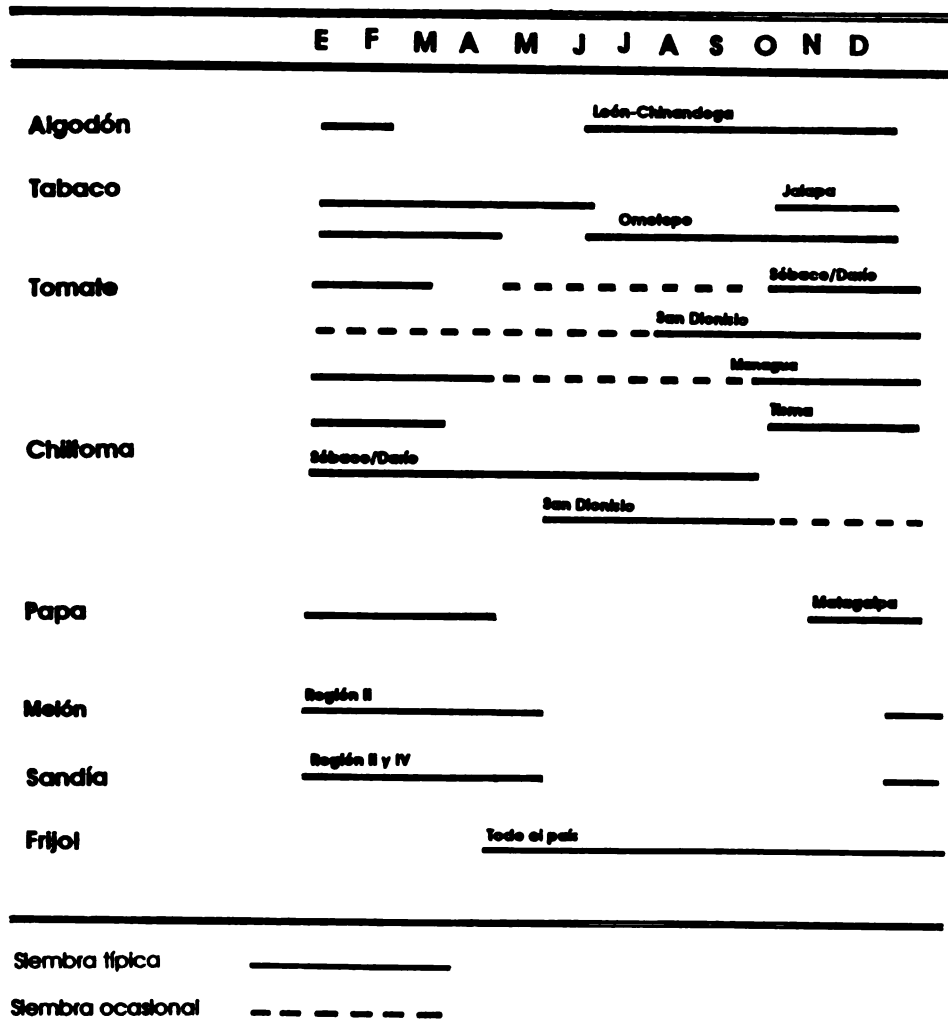 E F M A M J J A S O N D
León-Chinandega
Algodón
Tabaco
Jalapa
Ometepe
Sébaco/Darío
Tomate
San Dionisio
Managua
Tisma
Chiltoma
Sébaco/Darío
San Dionisio
Matagalpa
Papa
Región II
Melón
Región II y IV
Sandía
Todo el país
Frijol
Siembra típica
Siembra ocasional